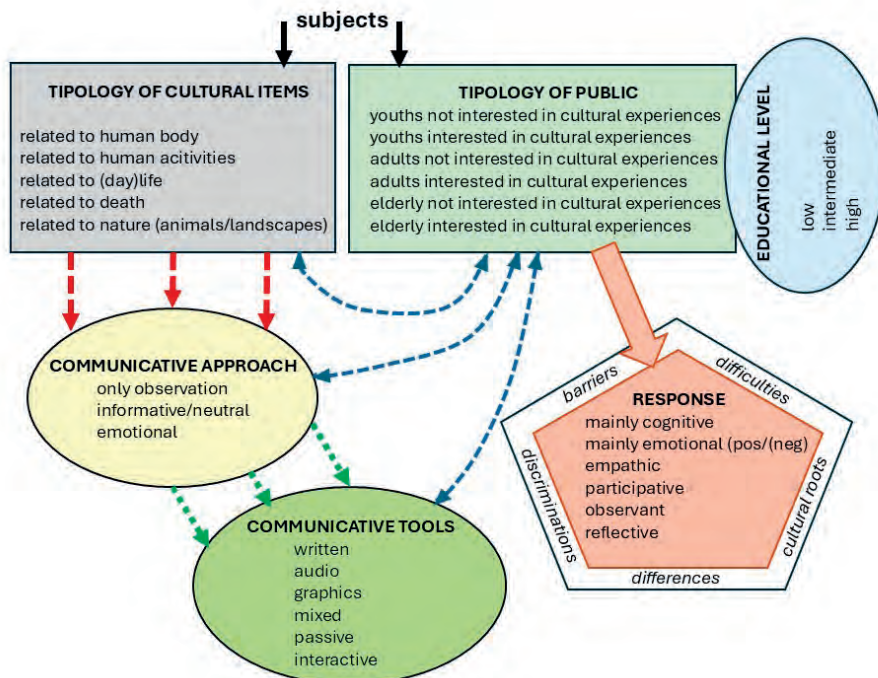 subjects
TIPOLOGY OF CULTURAL ITEMS
related to human body
related to human acitivities
related to (day)life
related to death
related to nature (animals/landscapes)
TIPOLOGY OF PUBLIC
youths not interested in cultural experiences
youths interested in cultural experiences
adults not interested in cultural experiences
adults interested in cultural experiences
elderly not interested in cultural experiences
elderly interested in cultural experiences
EDUCATIONAL LEVEL
low
intermediate
high
COMMUNICATIVE APPROACH
only observation
informative/neutral
emotional
COMMUNICATIVE TOOLS
written
audio
graphics
mixed
passive
interactive
barriers
difficulties
discriminations
cultural roots
differences
RESPONSE
mainly cognitive
mainly emotional (pos/(neg)
empathic
participative
observant
reflective